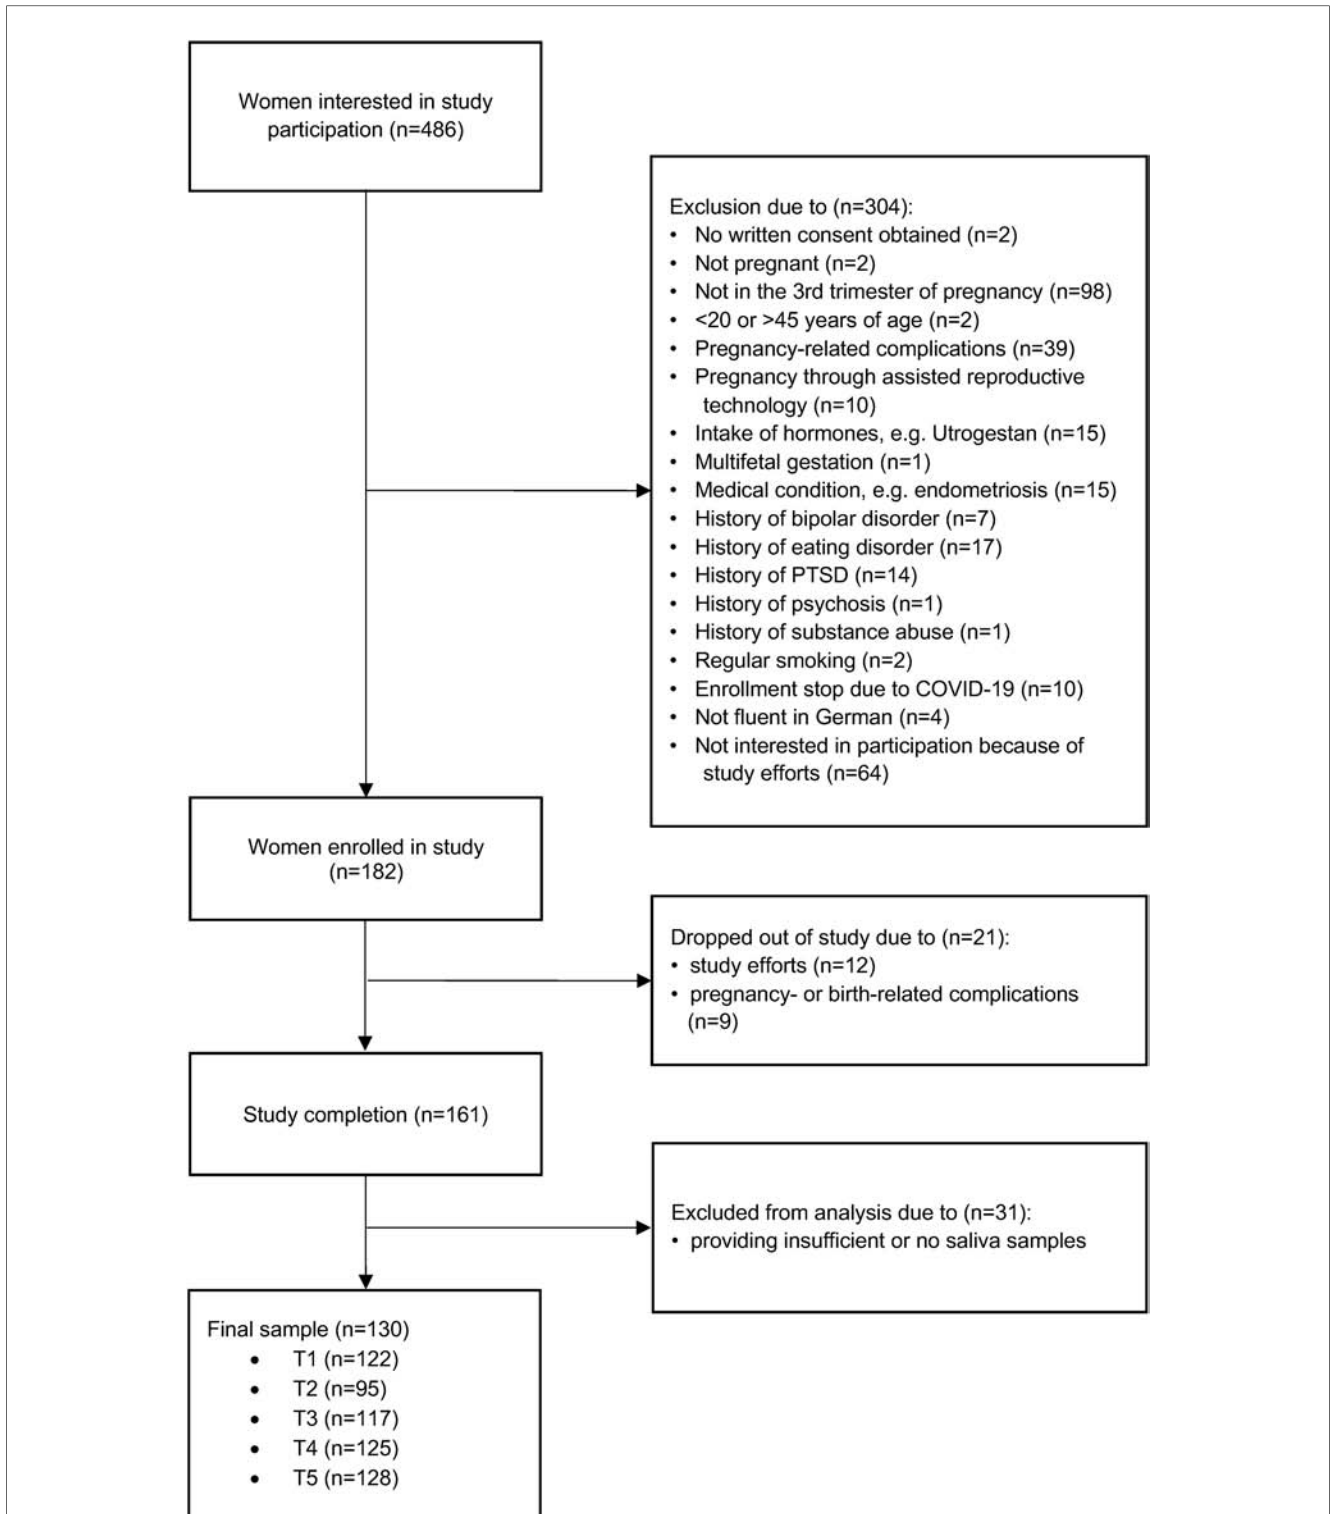 Women interested in study
participation (n=486)
Exclusion due to (n=304):
• No written consent obtained (n=2)
• Not pregnant (n=2)
• Not in the 3rd trimester of pregnancy (n=98)
• <20 or >45 years of age (n=2)
• Pregnancy-related complications (n=39)
• Pregnancy through assisted reproductive
technology (n=10)
• Intake of hormones, e.g. Utrogestan (n=15)
• Multifetal gestation (n=1)
• Medical condition, e.g. endometriosis (n=15)
• History of bipolar disorder (n=7)
• History of eating disorder (n=17)
• History of PTSD (n=14)
• History of psychosis (n=1)
• History of substance abuse (n=1)
• Regular smoking (n=2)
• Enrollment stop due to COVID-19 (n=10)
• Not fluent in German (n=4)
• Not interested in participation because of
study efforts (n=64)
Women enrolled in study
(n=182)
Dropped out of study due to (n=21):
• study efforts (n=12)
• pregnancy- or birth-related complications
(n=9)
Study completion (n=161)
Excluded from analysis due to (n=31):
• providing insufficient or no saliva samples
Final sample (n=130)
• T1 (n=122)
• T2 (n=95)
• T3 (n=117)
• T4 (n=125)
• T5 (n=128)